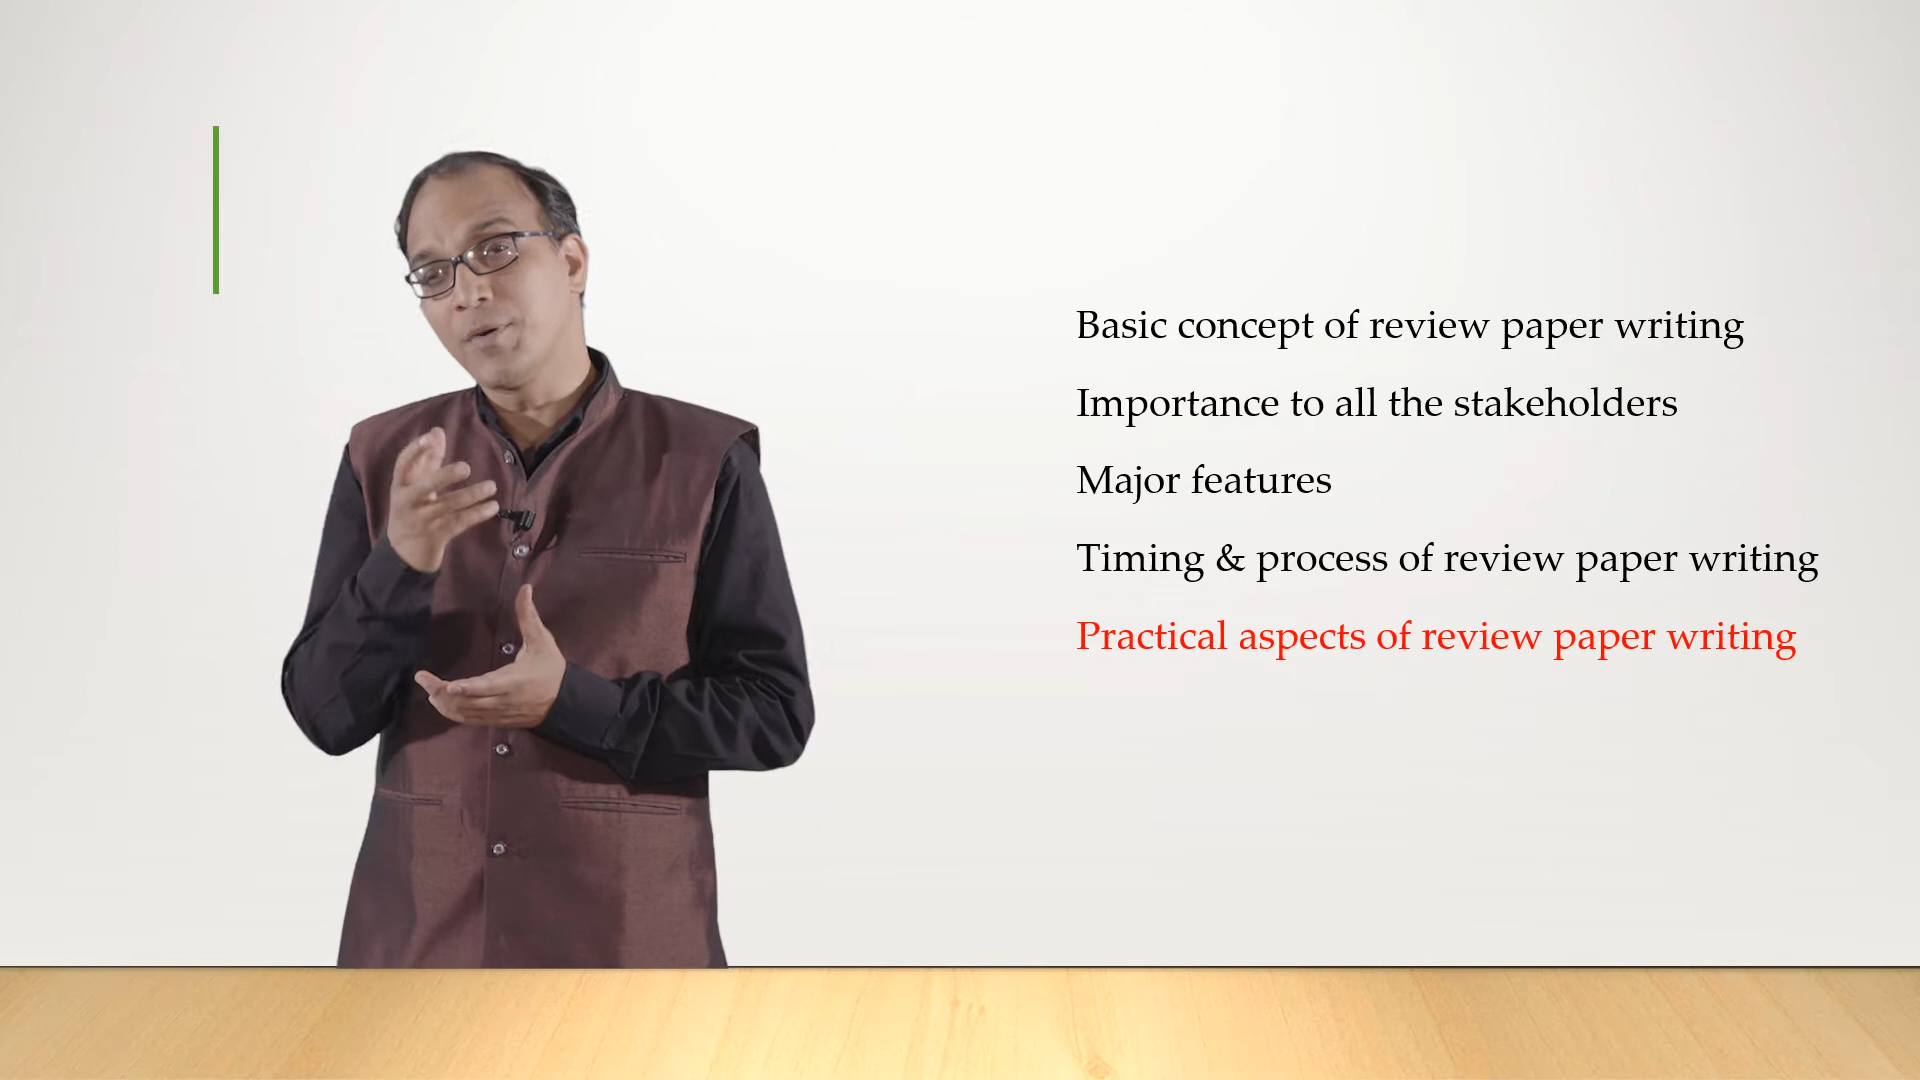 Basic concept of review paper writing
Importance to all the stakeholders
Major features
Timing & process of review paper writing
Practical aspects of review paper writing